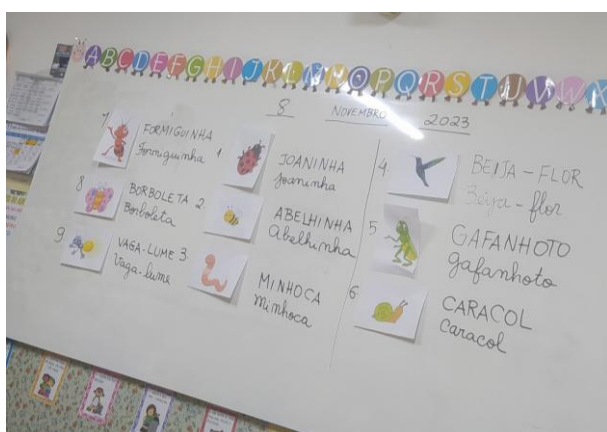 ABCDEFGHIJKLMNOPQRSTUVWX
8 NOVEMBRO 2023
7 FORMIGUINHA
Formiguinha
8 BORBOLETA
Borboleta
9 VAGA-LUME
Vaga-lume
1 JOANINHA
Joaninha
2. ABELHINHA
Abelhinha
3. MINHOCA
Minhoca
4. BEIJA-FLOR
Beija-flor
5. GAFANHOTO
Gafanhoto
6. CARACOL
Caracol